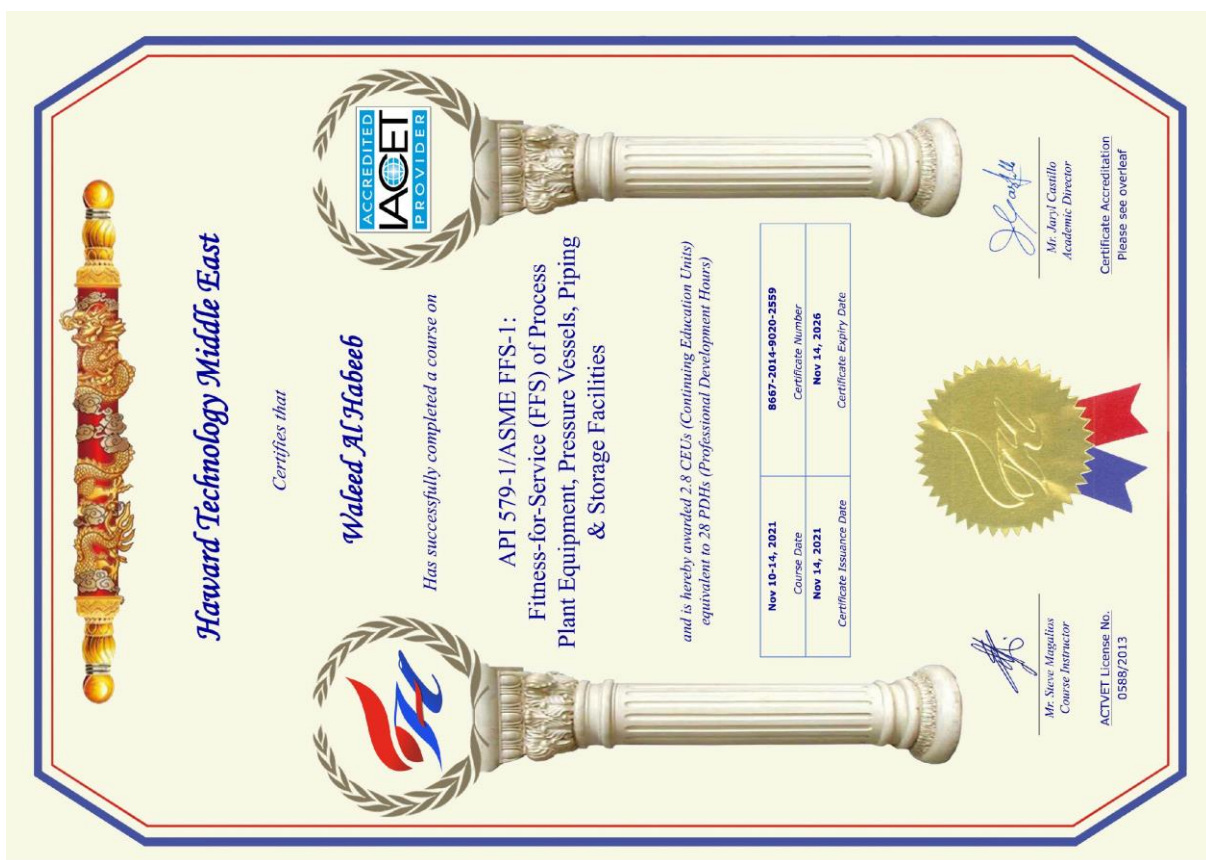 Haward Technology Middle East
Certifies that
Waleed Al Habeeb
ACCREDITED
IACET
PROVIDER
Has successfully completed a course on
API 579-1/ASME FFS-1:
Fitness-for-Service (FFS) of Process
Plant Equipment, Pressure Vessels, Piping
& Storage Facilities
and is hereby awarded 2.8 CEUs (Continuing Education Units)
equivalent to 28 PDHs (Professional Development Hours)
Nov 10-14, 2021
Course Date
8667-2014-9020-2559
Certificate Number
Nov 14, 2021
Certificate Issuance Date
Nov 14, 2026
Certificate Expiry Date
Mr. Steve Magalios
Course Instructor
ACTVET License No.
0588/2013
Mr. Jaryl Castillo
Academic Director
Certificate Accreditation
Please see overleaf